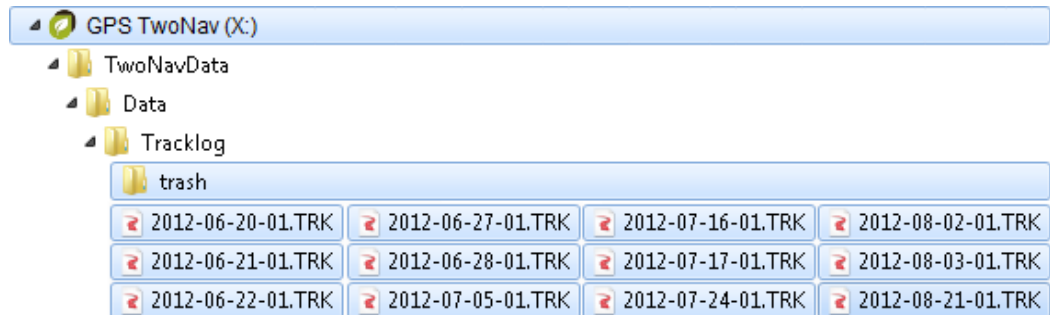 GPS TwoNav (X:)
TwoNavData
Data
Tracklog
trash
2012-06-20-01.TRK 2012-06-27-01.TRK 2012-07-16-01.TRK 2012-08-02-01.TRK
2012-06-21-01.TRK 2012-06-28-01.TRK 2012-07-17-01.TRK 2012-08-03-01.TRK
2012-06-22-01.TRK 2012-07-05-01.TRK 2012-07-24-01.TRK 2012-08-21-01.TRK